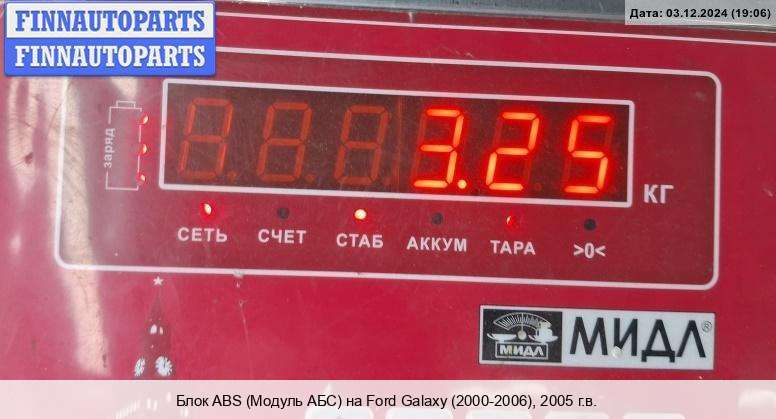 FINNAUTOPARTS
FINNAUTOPARTS
Дата: 03.12.2024 (19:06)
заряд
3.25
КГ
СЕТЬ СЧЕТ СТАБ АККУМ ТАРА >0<
МИДЛ МИДЛ®
Блок ABS (Модуль АБС) на Ford Galaxy (2000-2006), 2005 г.в.